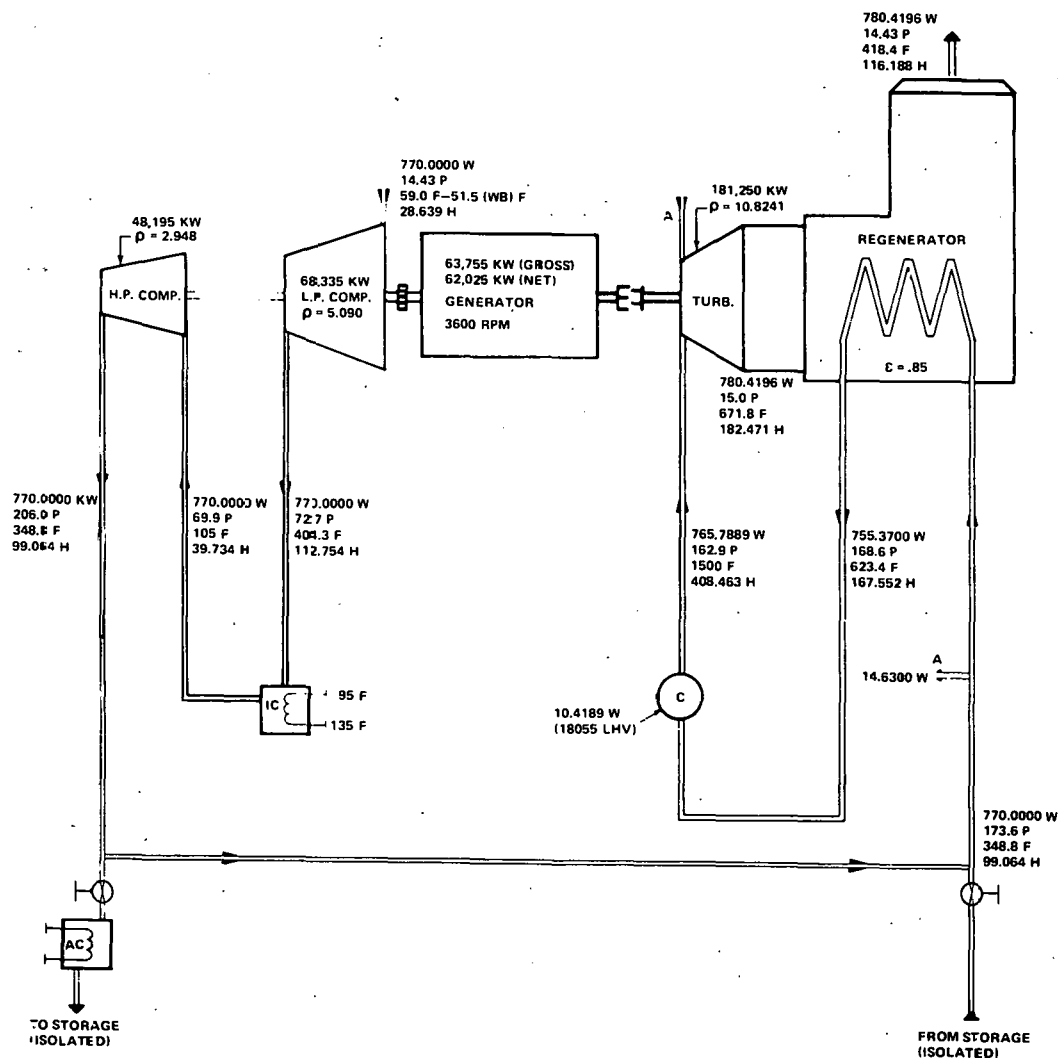 780.4196 W
14.43 P
418.4 F
116.188 H
770.0000 W
14.43 P
59.0 F–51.5 (WB) F
28.639 H
48,195 KW
ρ = 2.948
H.P. COMP.
68,335 KW
L.P. COMP.
ρ = 5.090
63,755 KW (GROSS)
62,025 KW (NET)
GENERATOR
3600 RPM
A
181,250 KW
ρ = 10.8241
TURB.
REGENERATOR
ε = .85
780.4196 W
15.0 P
671.8 F
182.471 H
770.0000 KW
206.0 P
F
99.064 H
770.0000 W
69.9 P
105 F
39.734 H
770.0000 W
72.7 P
404.3 F
112.754 H
765.7889 W
162.9 P
1500 F
408.463 H
755.3700 W
168.6 P
623.4 F
167.552 H
A
14.6300 W
IC
95 F
135 F
C
10.4189 W
(18055 LHV)
770.0000 W
173.6 P
348.8 F
99.064 H
AC
TO STORAGE
(ISOLATED)
FROM STORAGE
(ISOLATED)